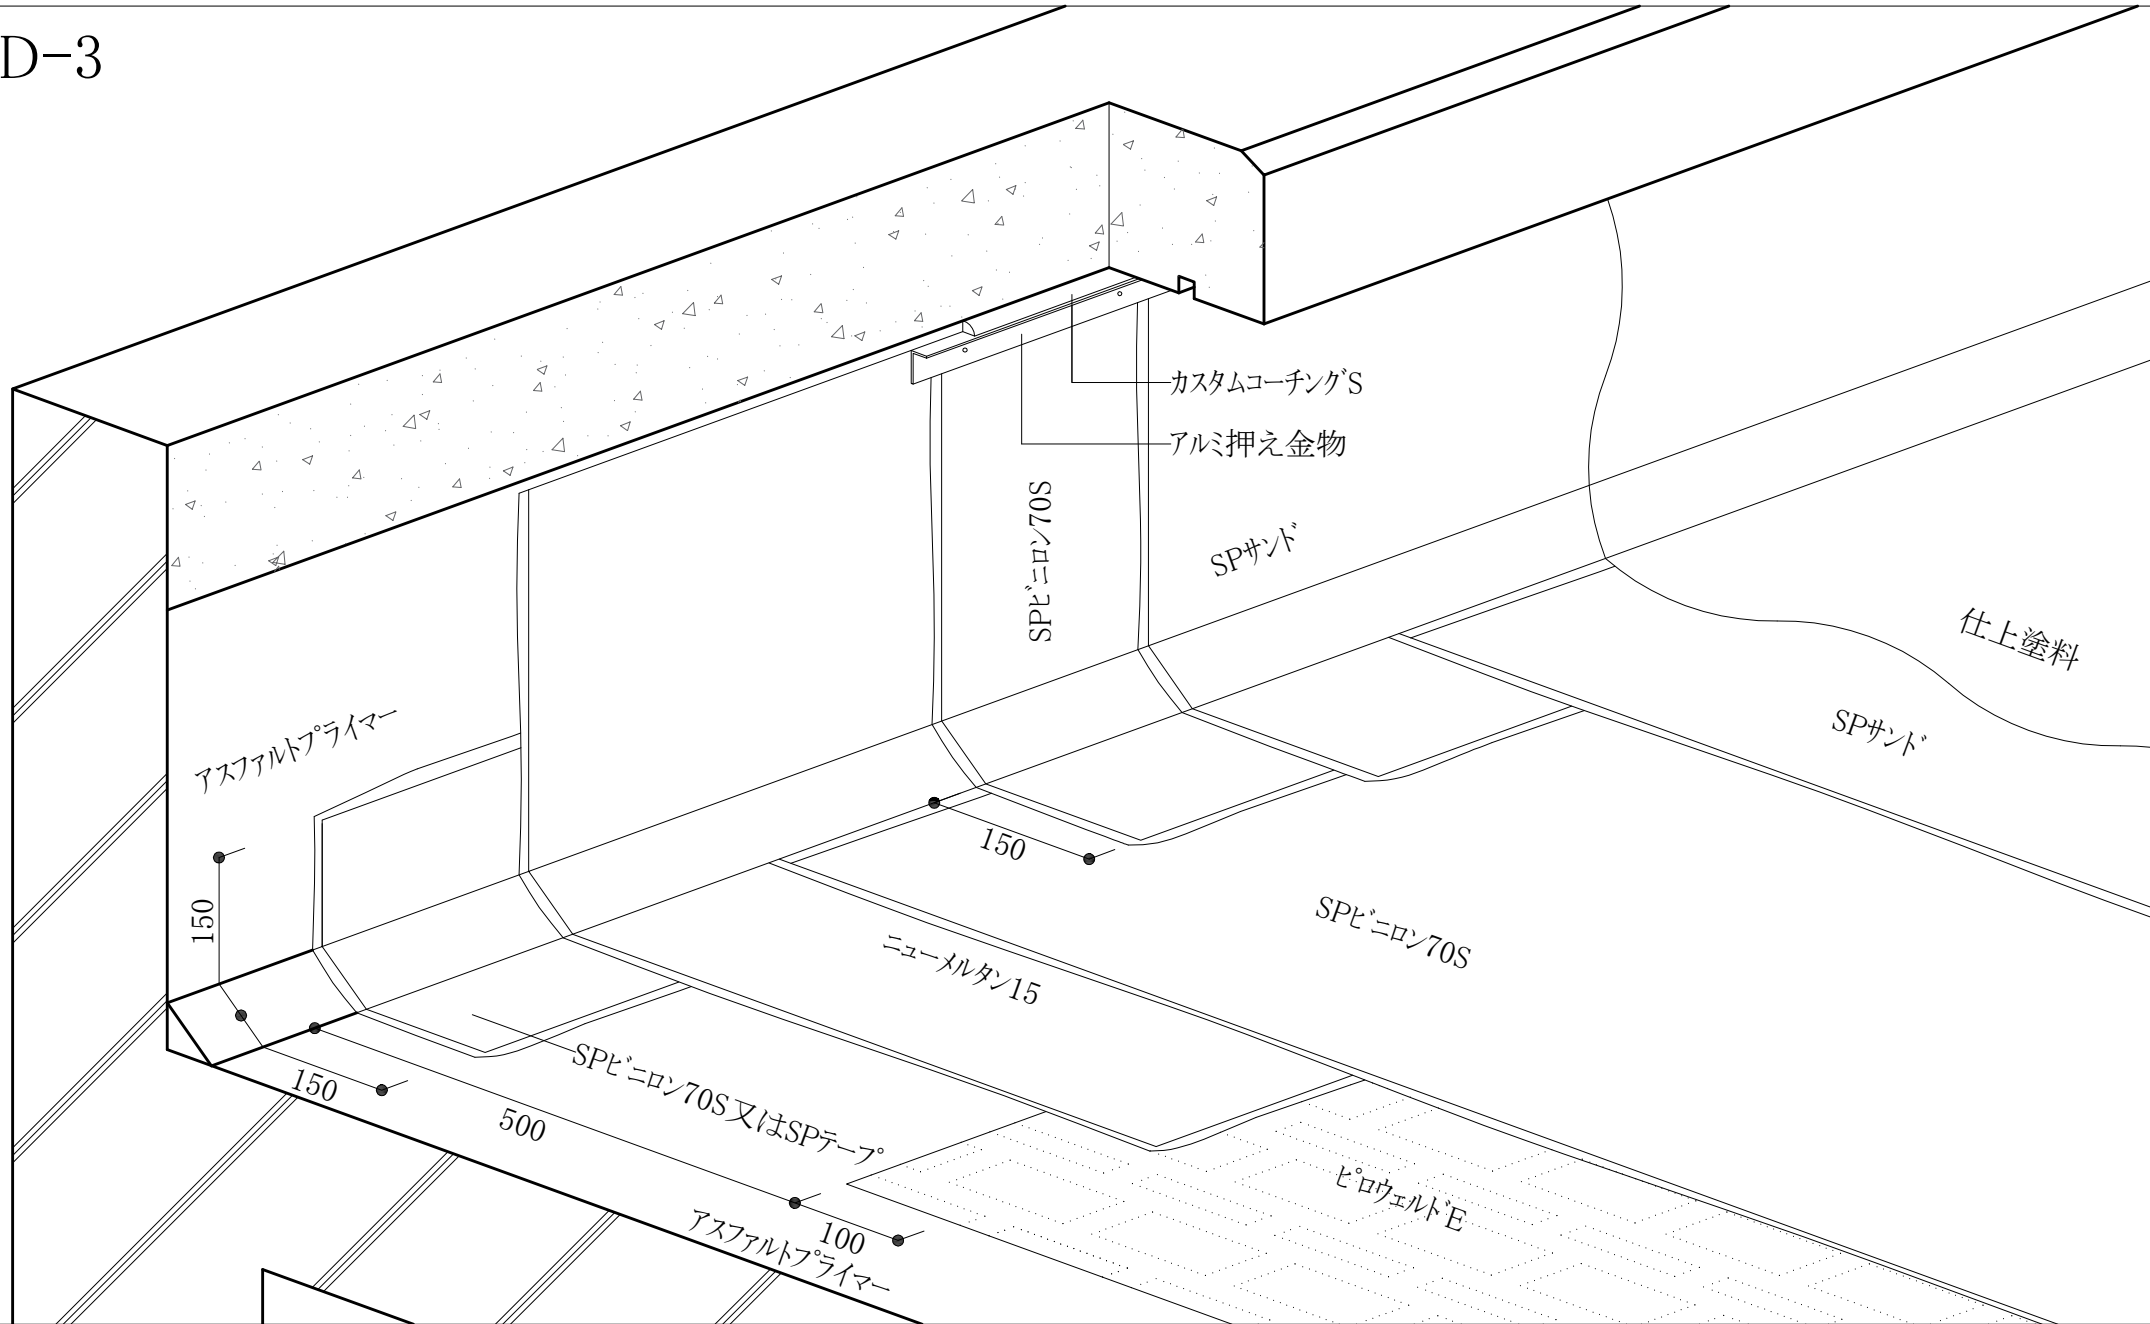 D-3
カスタムコーチングS
アルミ押え金物
SPビニロン70S
SPサンド
仕上塗料
SPサンド
アスファルトプライマー
150
150
SPビニロン70S
ニューメルタン15
SPビニロン70S又はSPテープ
150
500
ピロウェルドE
100
アスファルトプライマー